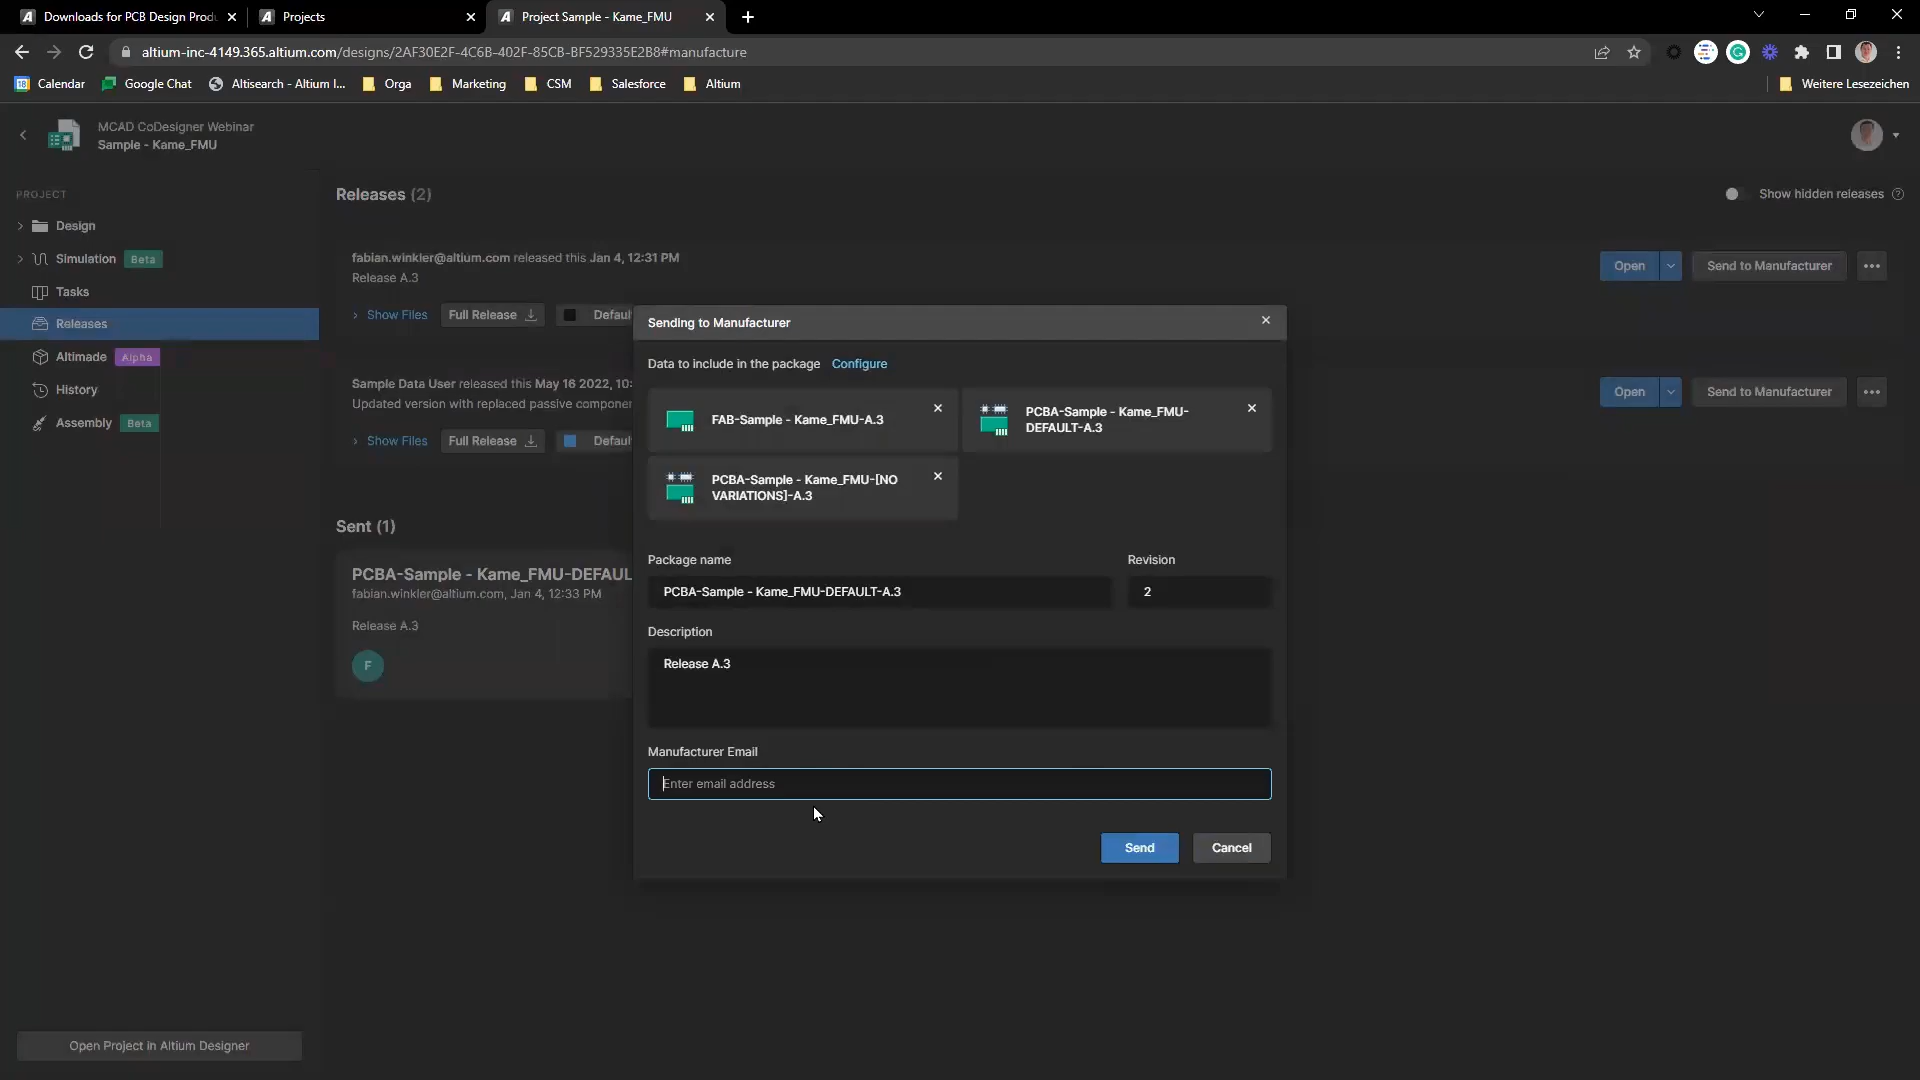 Downloads for PCB Design Produ
Projects
Project Sample - Kame_FMU
altium-inc-4149.365.altium.com/designs/2AF30E2F-4C6B-402F-85CB-BF529335E2B8#manufacture
18 Calendar
Google Chat
Altisearch - Altium I...
Orga
Marketing
CSM
Salesforce
Altium
Weitere Lesezeichen
MCAD CoDesigner Webinar
Sample - Kame_FMU
PROJECT
Design
Simulation Beta
Tasks
Releases
Altimade Alpha
History
Assembly Beta
Open Project in Altium Designer
Releases (2)
Show hidden releases
fabian.winkler@altium.com released this Jan 4, 12:31 PM
Release A.3
Show Files Full Release Defaul
Open Send to Manufacturer
Sample Data User released this May 16 2022, 10:
Updated version with replaced passive componen
Show Files Full Release Defaul
Open Send to Manufacturer
Sent (1)
PCBA-Sample - Kame_FMU-DEFAUL
fabian.winkler@altium.com, Jan 4, 12:33 PM
Release A.3
F
Sending to Manufacturer
Data to include in the package Configure
FAB-Sample - Kame_FMU-A.3
PCBA-Sample - Kame_FMU-
DEFAULT-A.3
PCBA-Sample - Kame_FMU-[NO
VARIATIONS]-A.3
Package name
Revision
PCBA-Sample - Kame_FMU-DEFAULT-A.3
2
Description
Release A.3
Manufacturer Email
Enter email address
Send
Cancel